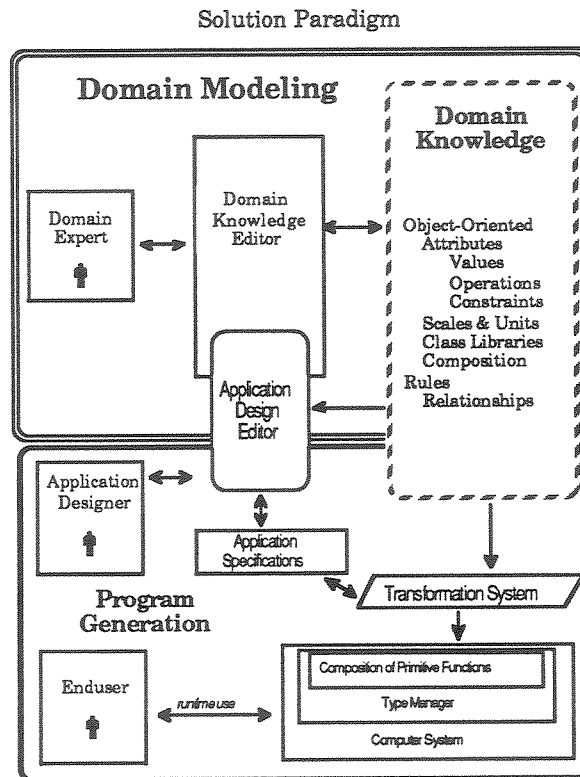 Solution Paradigm
Domain Modeling
Domain
Knowledge
Domain
Expert
Domain
Knowledge
Editor
Object-Oriented
Attributes
Values
Operations
Constraints
Scales & Units
Class Libraries
Composition
Rules
Relationships
Application
Design
Editor
Application
Designer
Application
Specifications
Program
Generation
Transformation System
Enduser
runtime use
Composition of Primitive Functions
Type Manager
Computer System